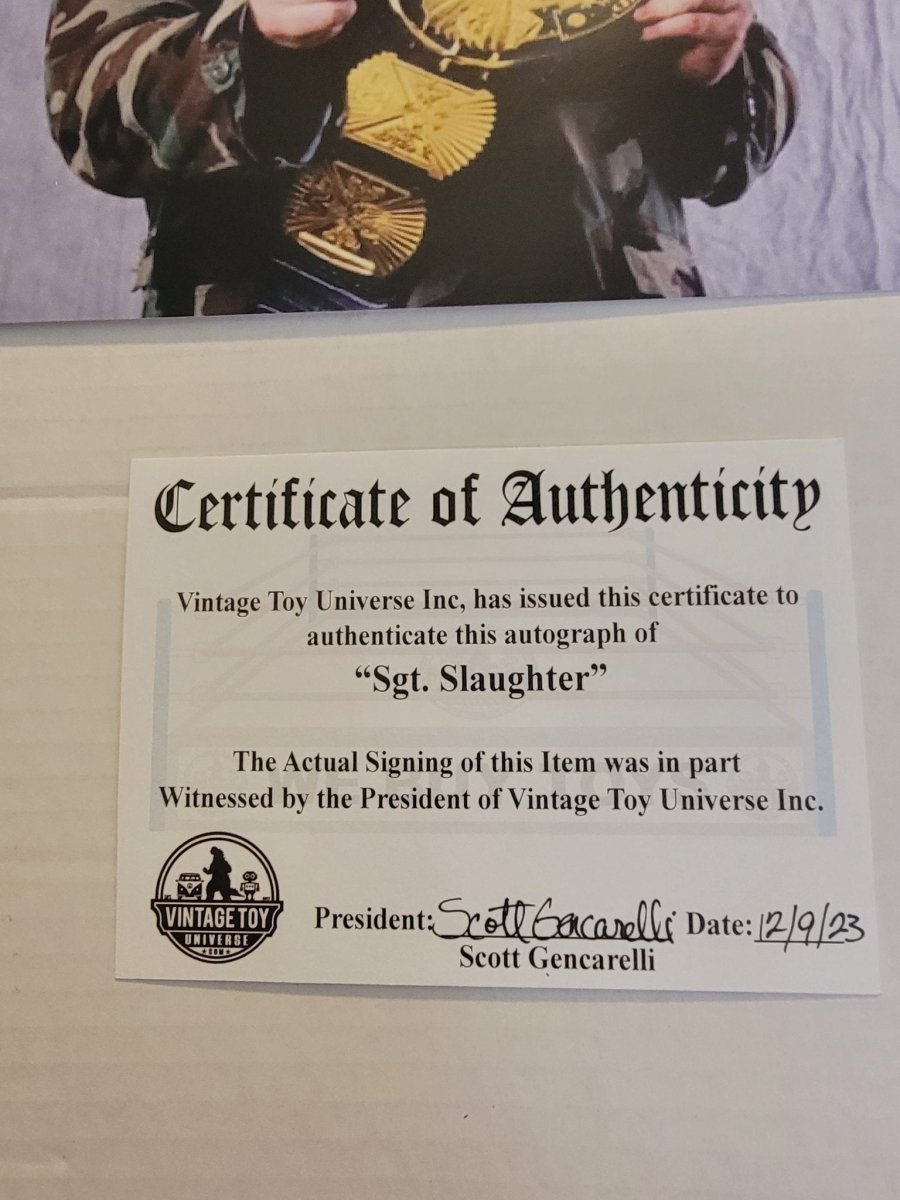 Certificate of Authenticity
Vintage Toy Universe Inc, has issued this certificate to
authenticate this autograph of
“Sgt. Slaughter”
The Actual Signing of this Item was in part
Witnessed by the President of Vintage Toy Universe Inc.
VINTAGE TOY
UNIVERSE
COM
President: Scott Gencarelli Date: 12/9/23
Scott Gencarelli